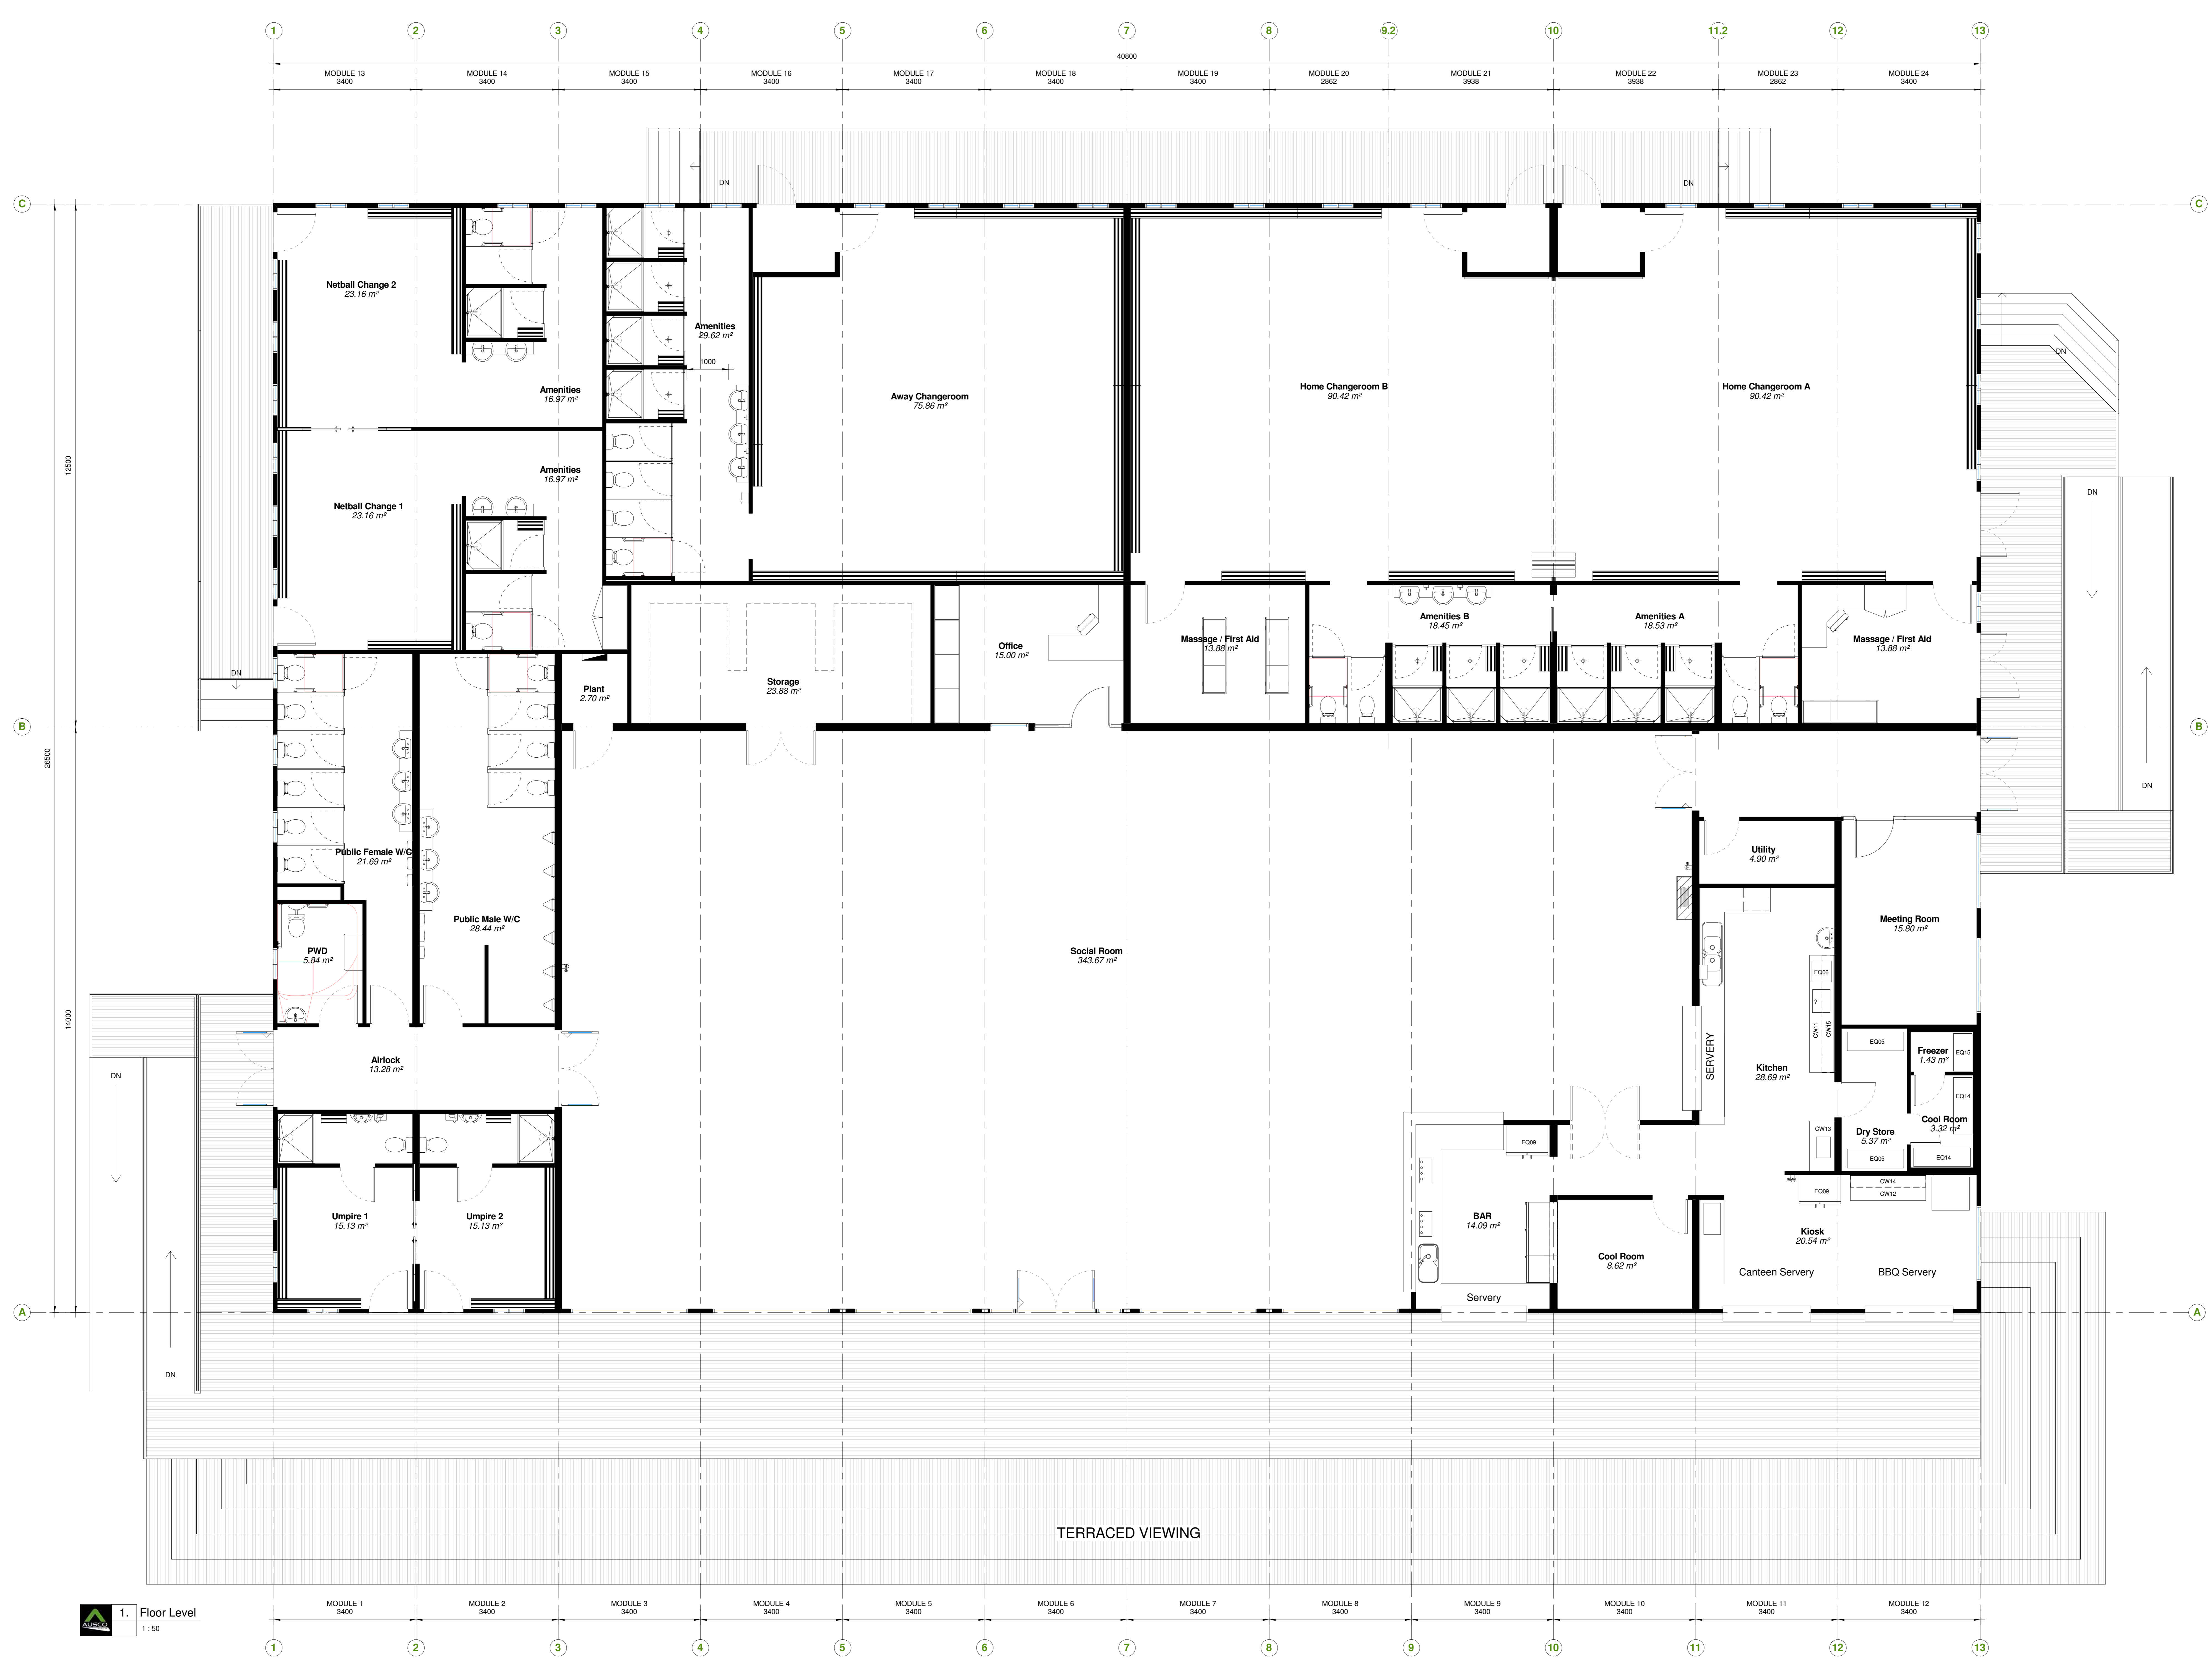 1 2 3 4 5 6 7 8 9.2 10 11.2 12 13
40800
MODULE 13 MODULE 14 MODULE 15 MODULE 16 MODULE 17 MODULE 18 MODULE 19 MODULE 20 MODULE 21 MODULE 22 MODULE 23 MODULE 24
3400 3400 3400 3400 3400 3400 3400 2862 3938 3938 2862 3400
DN DN
C C
Netball Change 2
23.16 m²
Amenities
29.62 m²
1000
DN
Amenities
16.97 m²
Away Changeroom
75.86 m²
Home Changeroom B
90.42 m²
Home Changeroom A
90.42 m²
12500
Amenities
16.97 m²
Netball Change 1
23.16 m²
DN
Amenities B
18.45 m²
Amenities A
18.53 m²
Office
15.00 m²
Massage / First Aid
13.88 m²
Massage / First Aid
13.88 m²
DN
Storage
23.88 m²
Plant
2.70 m²
B B
26500
DN
Public Female W/C
21.69 m²
Utility
4.90 m²
Public Male W/C
28.44 m²
Meeting Room
15.80 m²
PWD
5.84 m²
Social Room
343.67 m²
EQ06
?
14000
CW11
CW15
SERVERY
Airlock
13.28 m²
DN
Kitchen
28.69 m²
EQ05
Freezer
1.43 m²
EQ15
EQ14
Cool Room
3.32 m²
CW13
Dry Store
5.37 m²
EQ09
EQ05
EQ14
EQ09
CW14
CW12
Umpire 1
15.13 m²
Umpire 2
15.13 m²
BAR
14.09 m²
Kiosk
20.54 m²
Cool Room
8.62 m²
Canteen Servery
BBQ Servery
Servery
A A
DN
TERRACED VIEWING
AUSCO
1. Floor Level
1 : 50
MODULE 1 MODULE 2 MODULE 3 MODULE 4 MODULE 5 MODULE 6 MODULE 7 MODULE 8 MODULE 9 MODULE 10 MODULE 11 MODULE 12
3400 3400 3400 3400 3400 3400 3400 3400 3400 3400 3400 3400
1 2 3 4 5 6 7 8 9 10 11 12 13